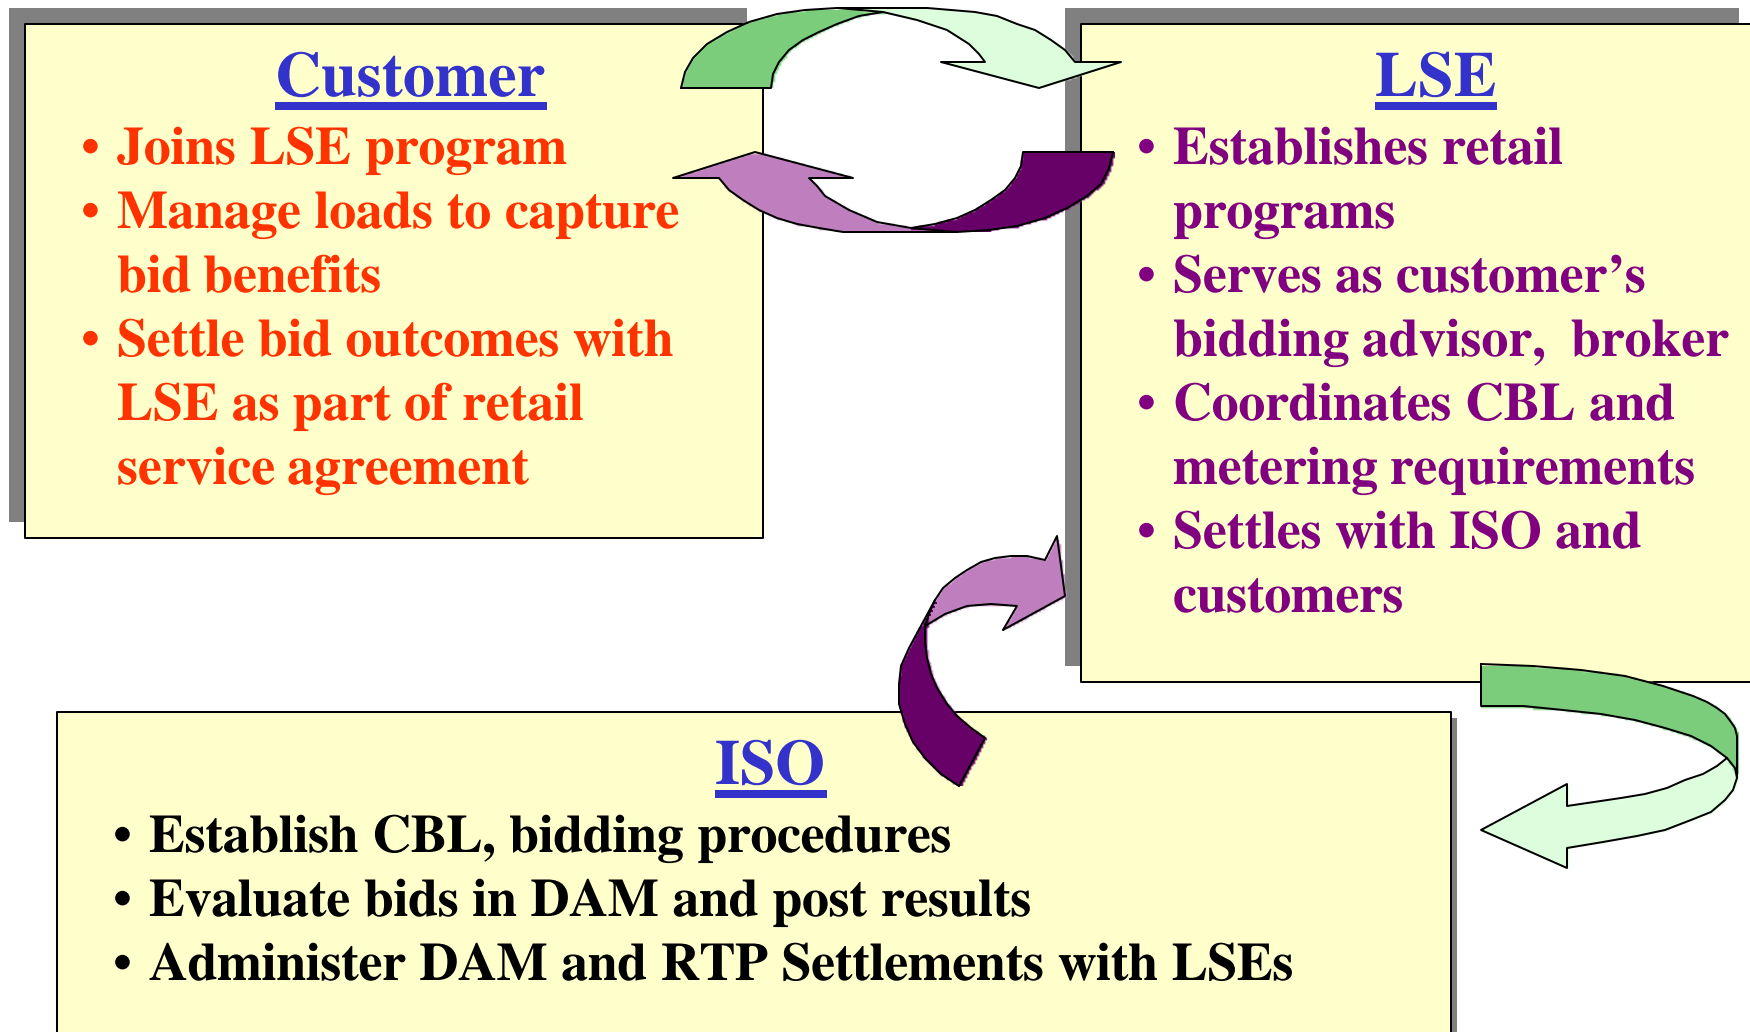 Customer
• Joins LSE program
• Manage loads to capture
bid benefits
• Settle bid outcomes with
LSE as part of retail
service agreement
LSE
• Establishes retail
programs
• Serves as customer’s
bidding advisor,  broker
• Coordinates CBL and
metering requirements
• Settles with ISO and
customers
ISO
• Establish CBL, bidding procedures
• Evaluate bids in DAM and post results
• Administer DAM and RTP Settlements with LSEs